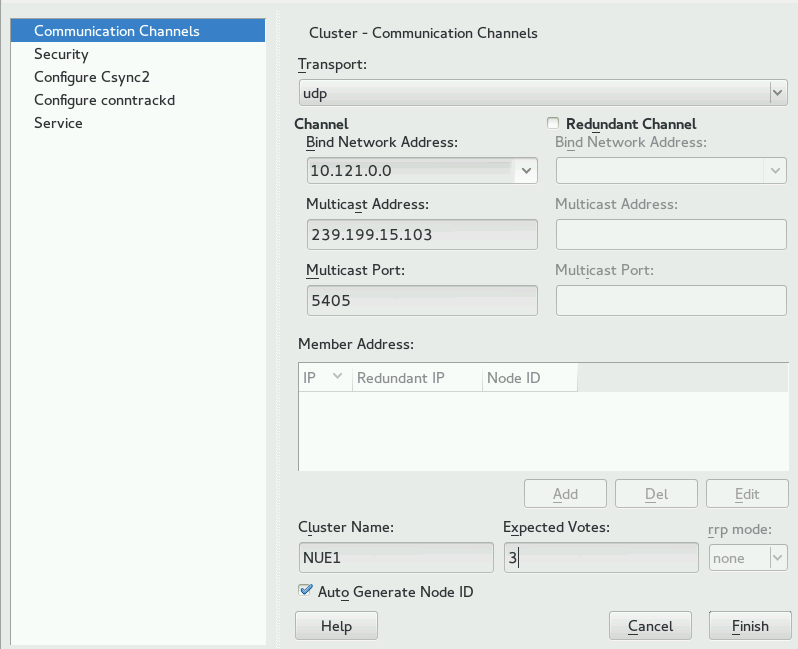 Communication Channels
Security
Configure Csync2
Configure conntrackd
Service
Cluster - Communication Channels
Transport:
udp
Channel
Bind Network Address:
10.121.0.0
Multicast Address:
239.199.15.103
Multicast Port:
5405
Redundant Channel
Bind Network Address:
Multicast Address:
Multicast Port:
Member Address:
IP Redundant IP Node ID
Add Del Edit
Cluster Name:
NUE1
Expected Votes:
3
rrp mode:
none
Auto Generate Node ID
Help Cancel Finish